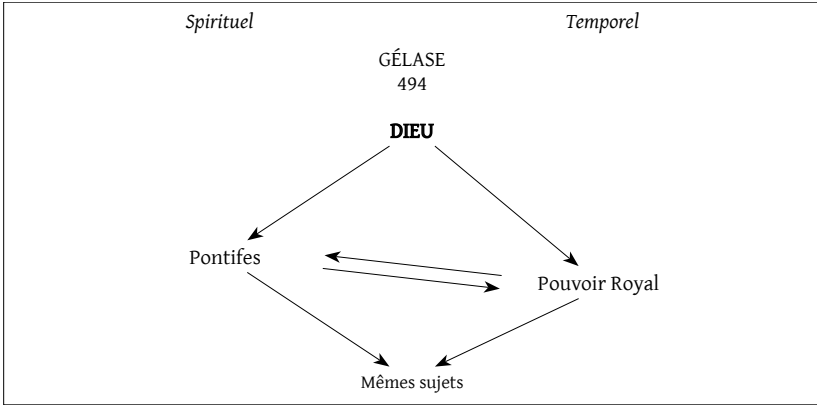 Spirituel
Temporel
GÉLASE
494
DIEU
Pontifes
Pouvoir Royal
Mêmes sujets